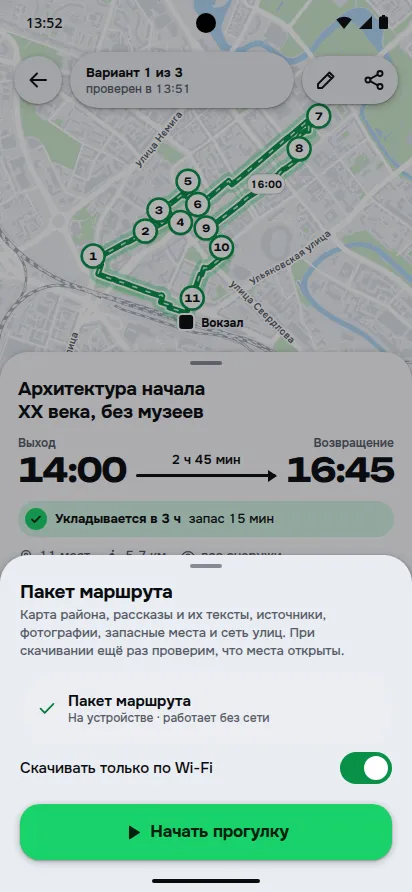 13:52
Вариант 1 из 3
проверен в 13:51
улица Немига
7
8
16:00
5
3
6
4
2
9
10
1
11
Ульяновская улица
улица Свердлова
Вокзал
Архитектура начала
XX века, без музеев
Выход
Возвращение
14:00
2 ч 45 мин
16:45
Укладывается в 3 ч запас 15 мин
Пакет маршрута
Карта района, рассказы и их тексты, источники,
фотографии, запасные места и сеть улиц. При
скачивании ещё раз проверим, что места открыты.
Пакет маршрута
На устройстве · работает без сети
Скачивать только по Wi-Fi
Начать прогулку